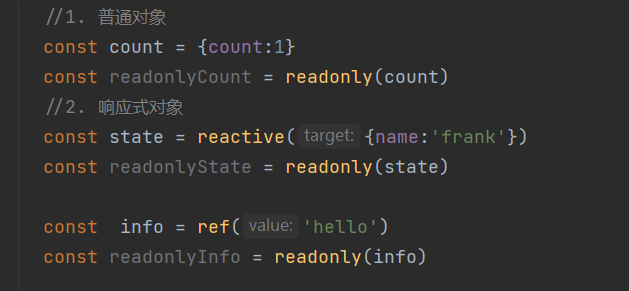 //1. 普通对象
const count = {count:1}
const readonlyCount = readonly(count)
//2. 响应式对象
const state = reactive( target: {name:'frank'})
const readonlyState = readonly(state)
const  info = ref( value: 'hello')
const readonlyInfo = readonly(info)